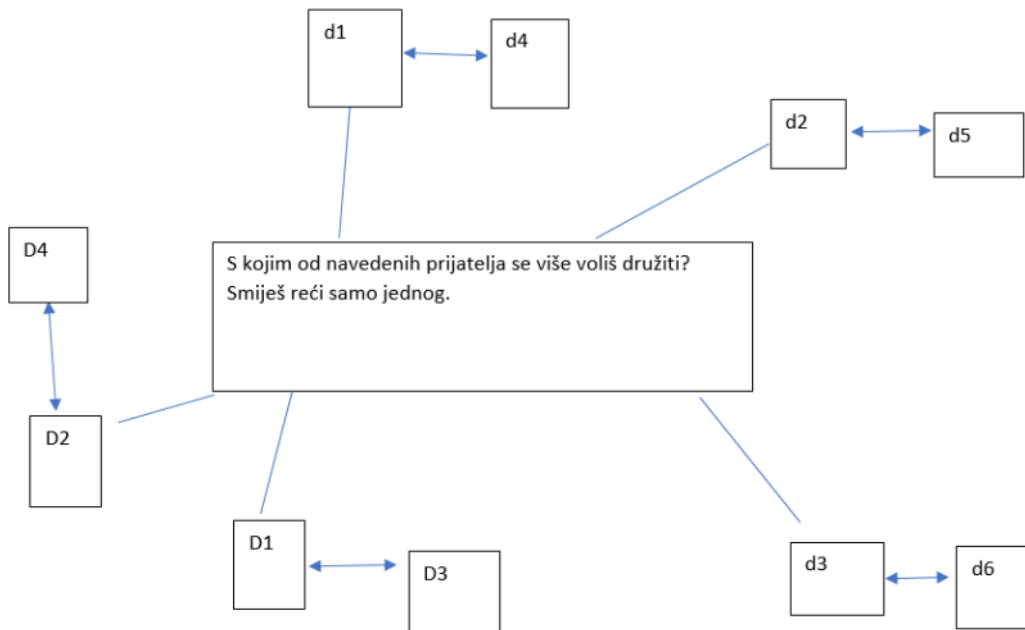 d1
d4
d2
d5
D4
S kojim od navedenih prijatelja se više voliš družiti?
Smiješ reći samo jednog.
D2
D1
D3
d3
d6